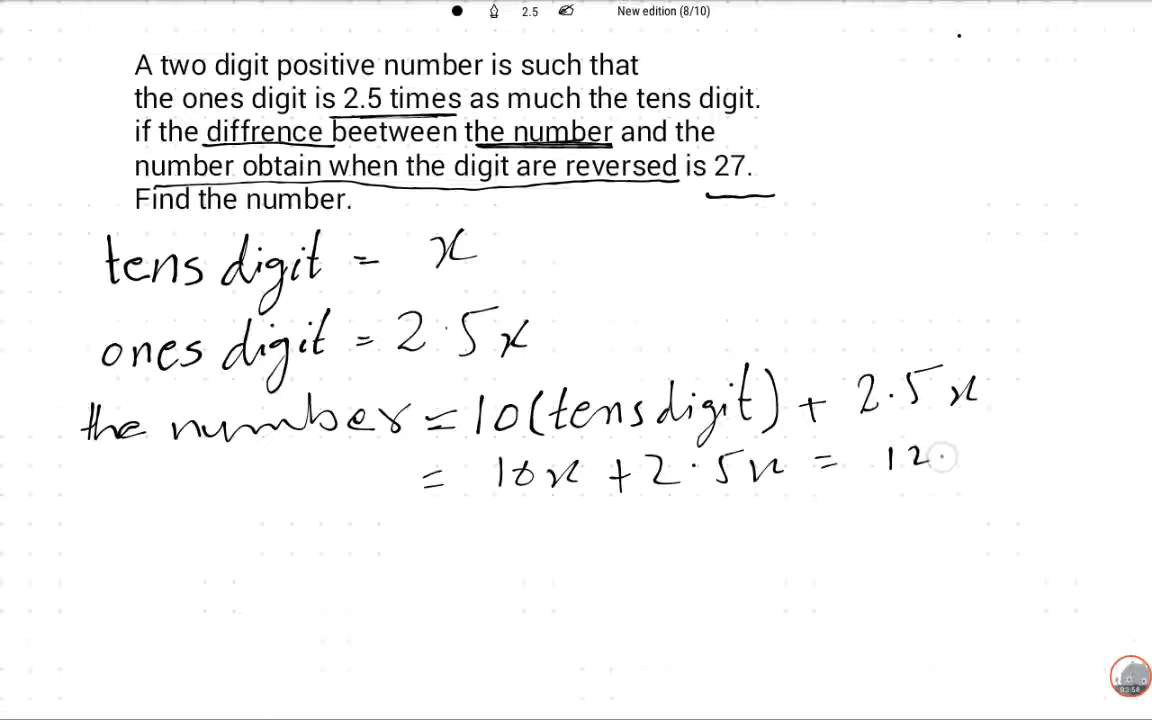 2.5 New edition (8/10)
A two digit positive number is such that
the ones digit is 2.5 times as much the tens digit.
if the diffrence beetween the number and the
number obtain when the digit are reversed is 27.
Find the number.
tens digit = x
ones digit = 2.5x
the number = 10(tens digit) + 2.5x
= 10x + 2.5x = 12.
03:58